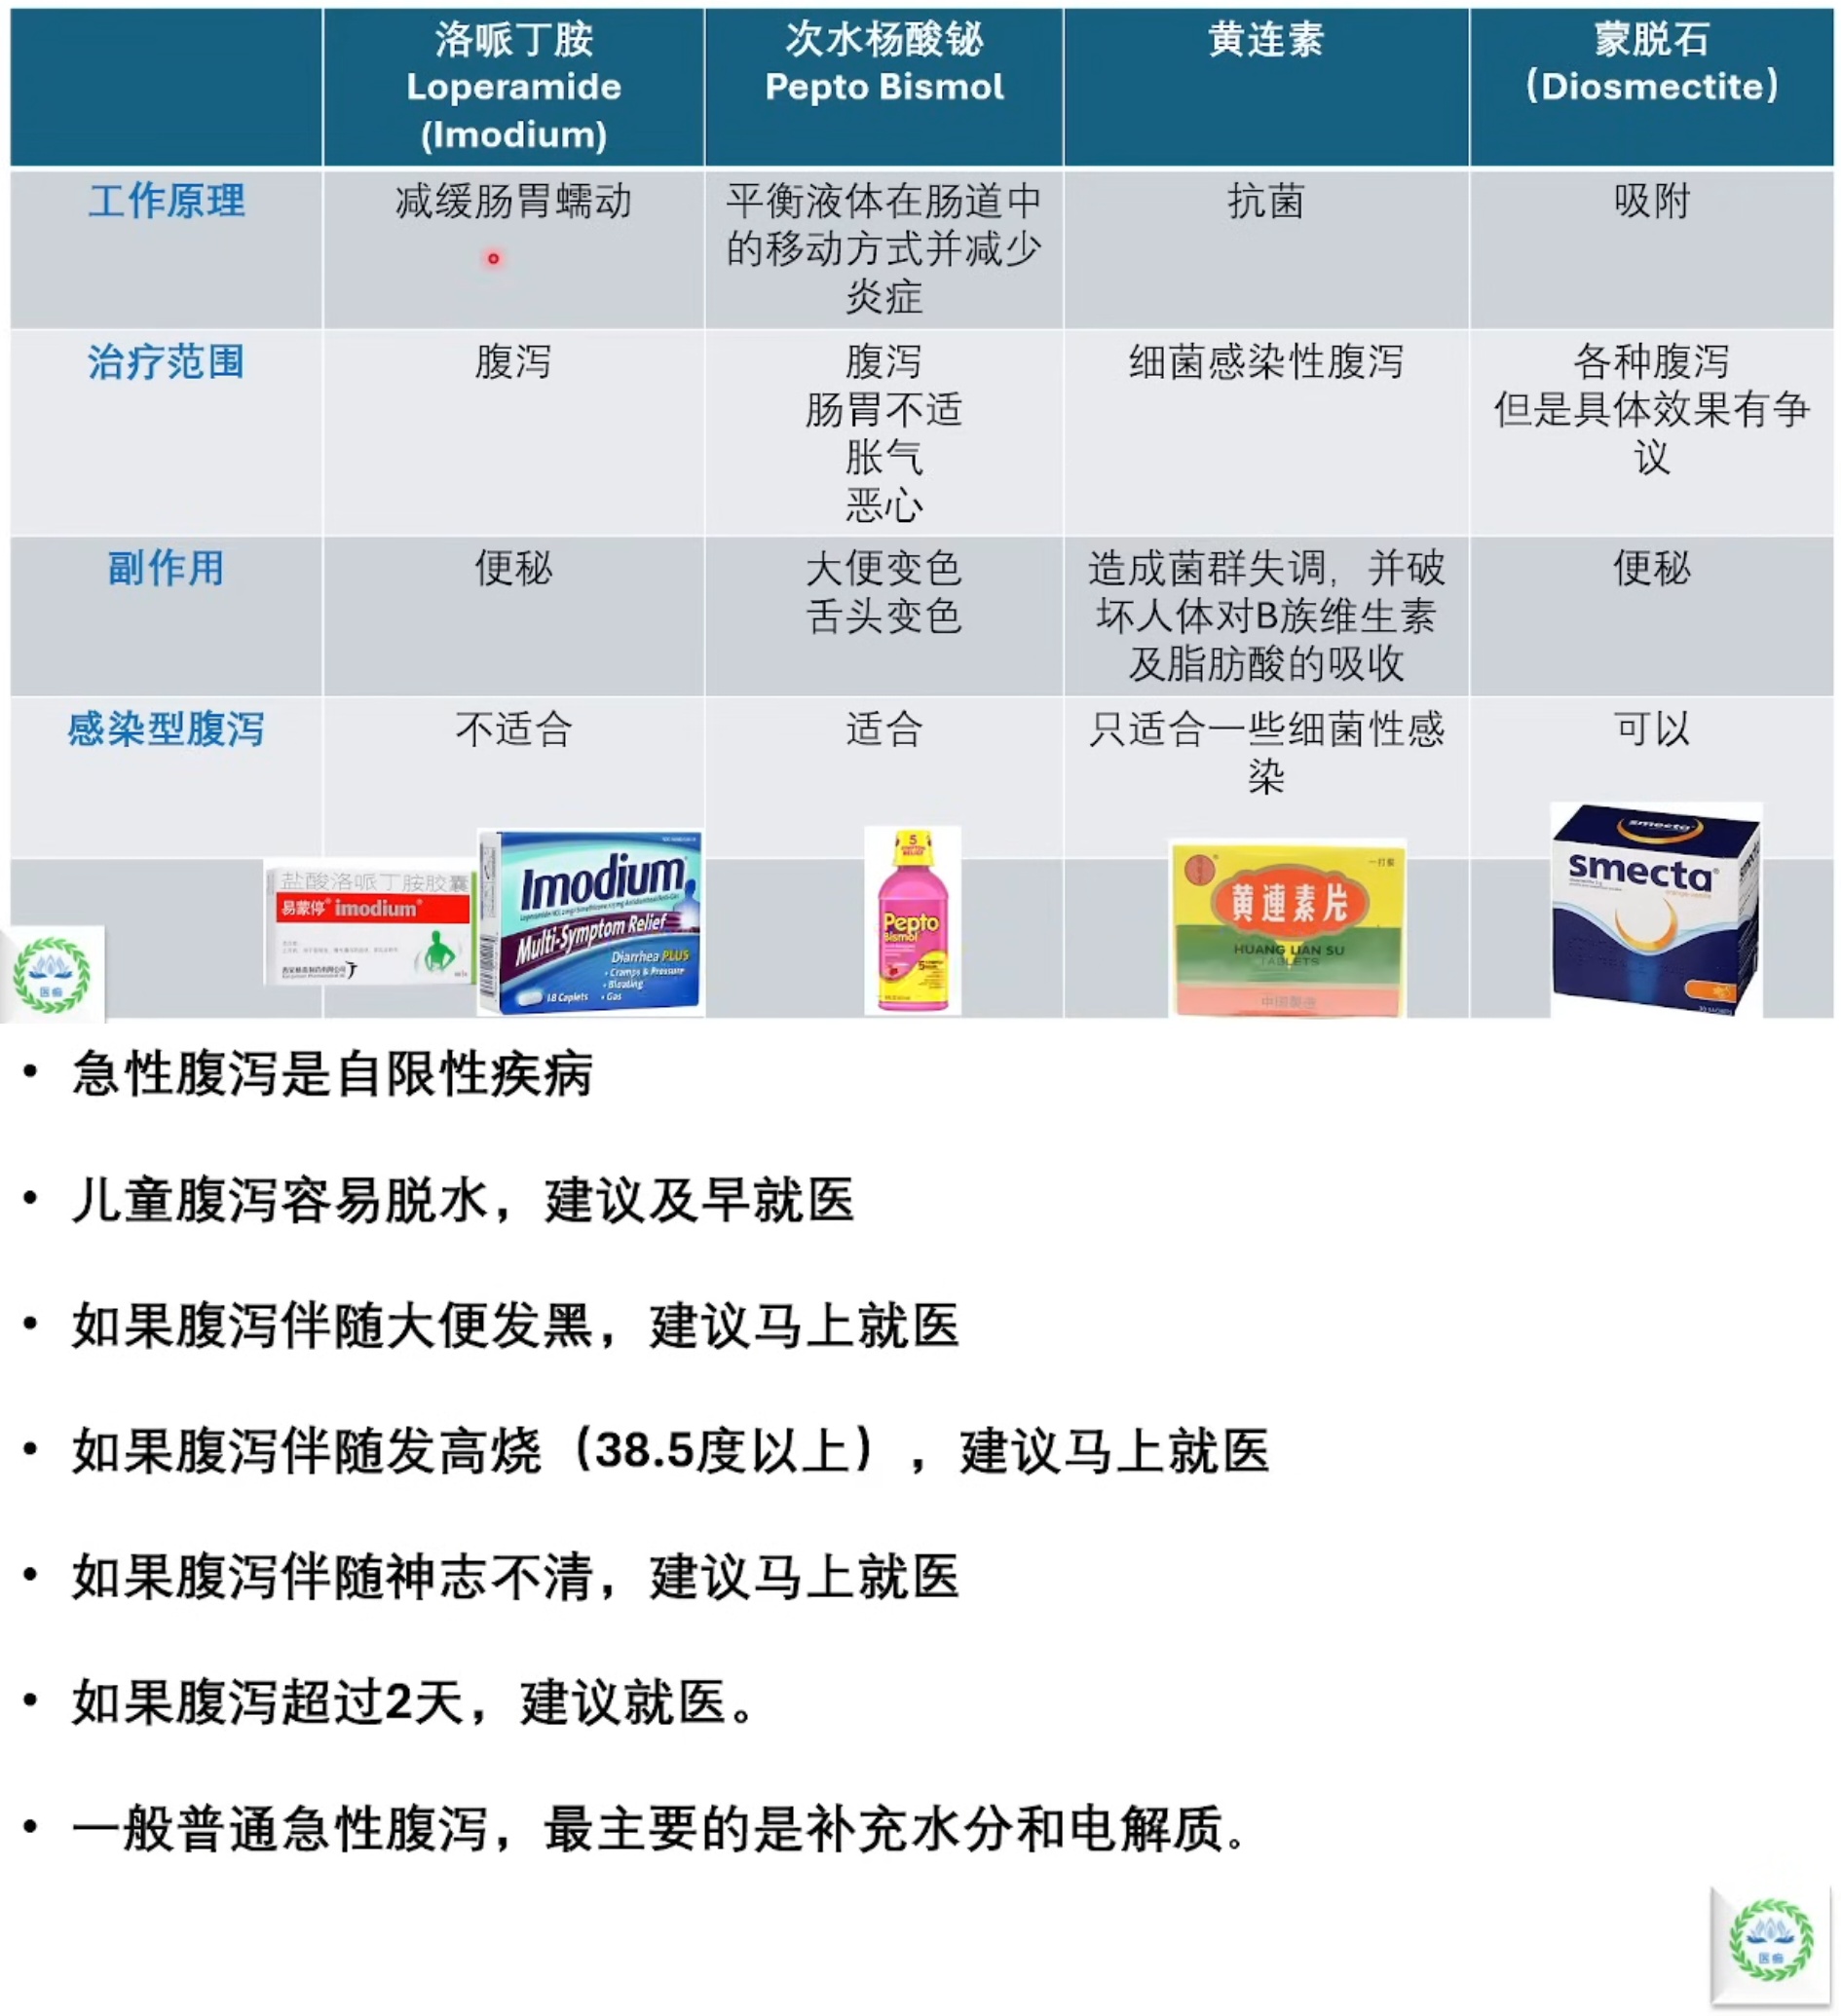 洛哌丁胺
Loperamide
(Imodium)
次水杨酸铋
Pepto Bismol
黄连素
蒙脱石
（Diosmectite）
工作原理
减缓肠胃蠕动
平衡液体在肠道中
的移动方式并减少
炎症
抗菌
吸附
治疗范围
腹泻
腹泻
肠胃不适
胀气
恶心
细菌感染性腹泻
各种腹泻
但是具体效果有争
议
副作用
便秘
大便变色
舌头变色
造成菌群失调，并破
坏人体对B族维生素
及脂肪酸的吸收
便秘
感染型腹泻
不适合
适合
只适合一些细菌性感
染
可以
盐酸洛哌丁胺胶囊
易蒙停® imodium®
Imodium
Multi-Symptom Relief
Diarrhea PLUS
• Cramps & Pressure
• Bloating
• Gas
18 Caplets
5
Pepto
Bismol
5
一打装
黄連素片
HUANG LIAN SU
TABLETS
smecta
smecta®
医
• 急性腹泻是自限性疾病
• 儿童腹泻容易脱水，建议及早就医
• 如果腹泻伴随大便发黑，建议马上就医
• 如果腹泻伴随发高烧（38.5度以上），建议马上就医
• 如果腹泻伴随神志不清，建议马上就医
• 如果腹泻超过2天，建议就医。
• 一般普通急性腹泻，最主要的是补充水分和电解质。
医